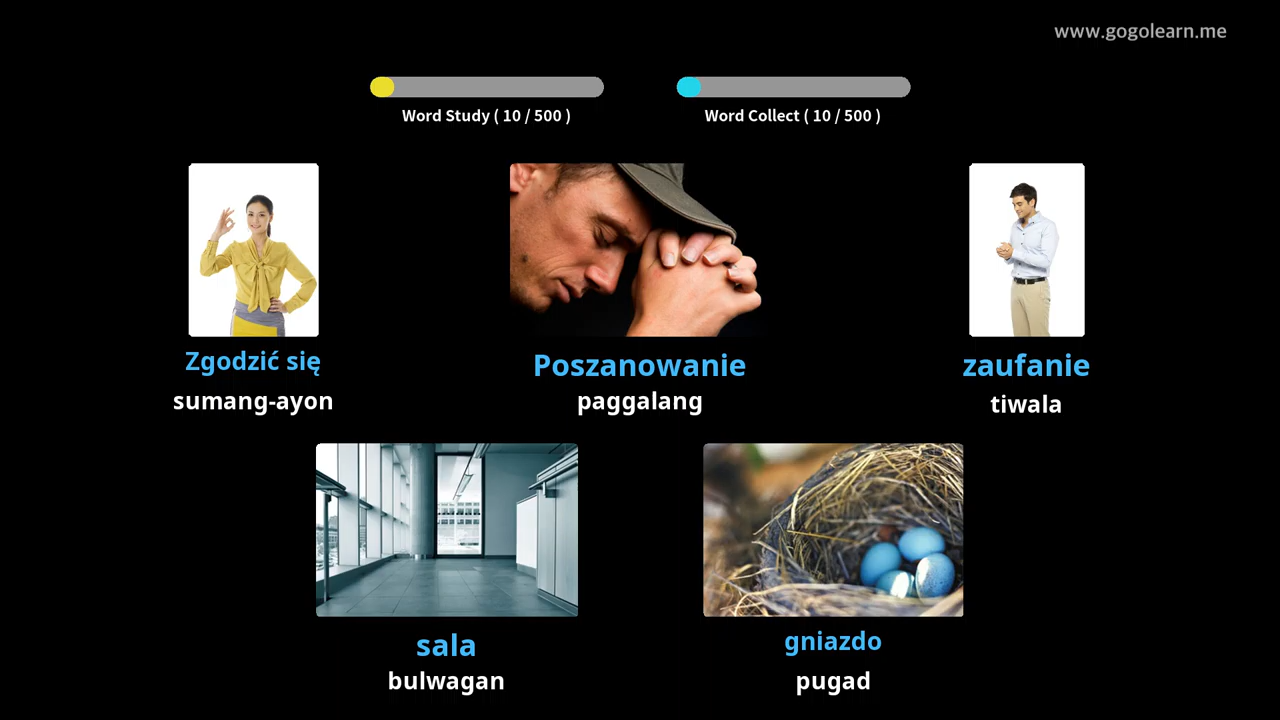 www.gogolearn.me
Word Study ( 10 / 500 )
Word Collect ( 10 / 500 )
Zgodzić się
sumang-ayon
Poszanowanie
paggalang
zaufanie
tiwala
sala
bulwagan
gniazdo
pugad